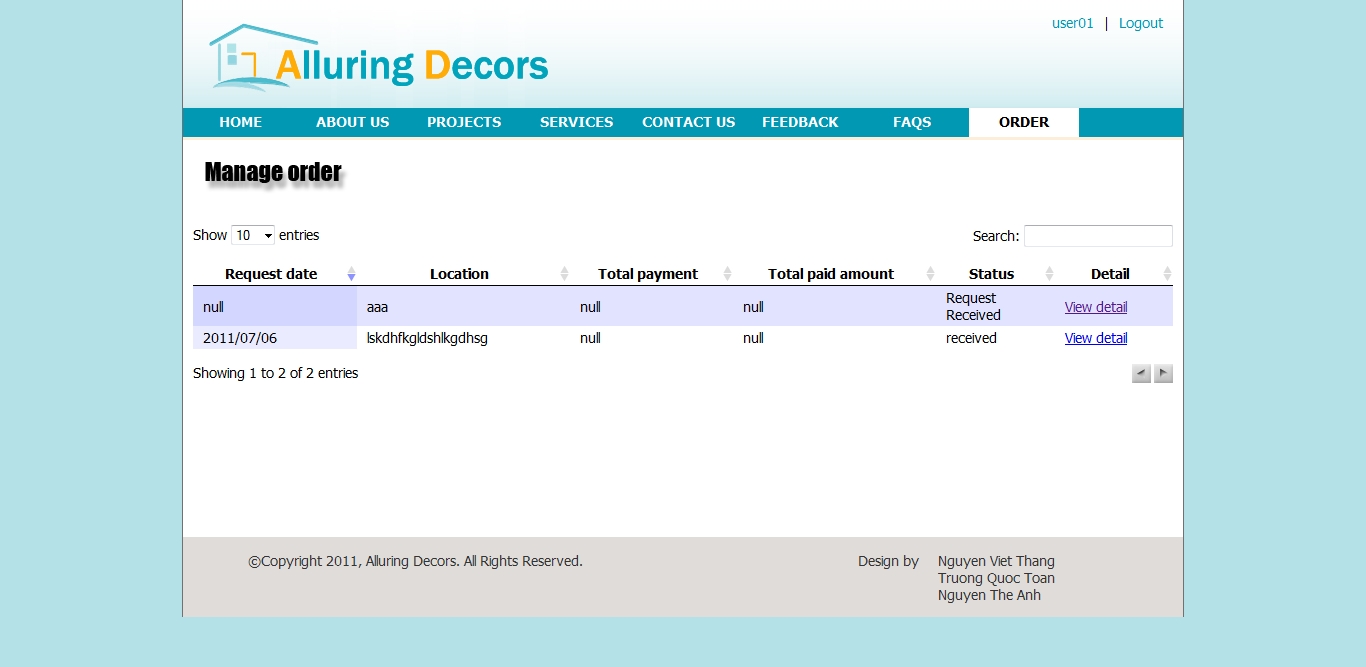 user01 | Logout
Alluring Decors
HOME ABOUT US PROJECTS SERVICES CONTACT US FEEDBACK FAQS ORDER
Manage order
Show 10 entries Search:
Request date Location Total payment Total paid amount Status Detail
null aaa null null Request Received View detail
2011/07/06 lskdhfkgldshlkgdhsg null null received View detail
Showing 1 to 2 of 2 entries
©Copyright 2011, Alluring Decors. All Rights Reserved. Design by Nguyen Viet Thang
Truong Quoc Toan
Nguyen The Anh